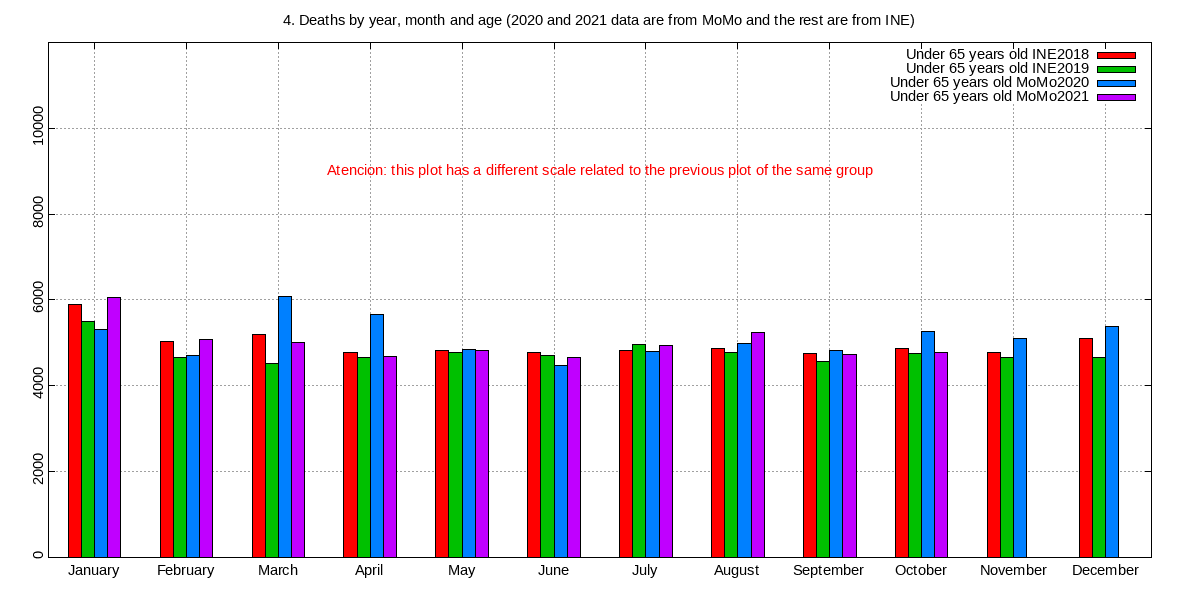 4. Deaths by year, month and age (2020 and 2021 data are from MoMo and the rest are from INE)
Under 65 years old INE2018
Under 65 years old INE2019
Under 65 years old MoMo2020
Under 65 years old MoMo2021
Atencion: this plot has a different scale related to the previous plot of the same group
10000
8000
6000
4000
2000
0
January February March April May June July August September October November December